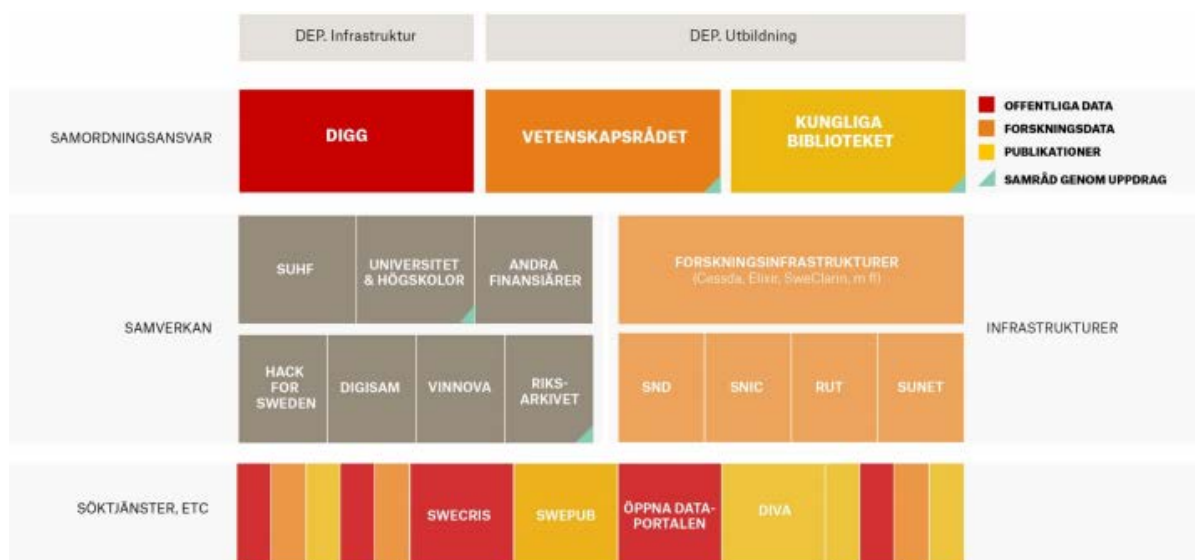 DEP. Infrastruktur
DEP. Utbildning
SAMORDNINGSANSVAR
DIGG
VETENSKAPSRÅDET
KUNGLIGA
BIBLIOTEKET
OFFENTLIGA DATA
FORSKNINGSDATA
PUBLIKATIONER
SAMRÅD GENOM UPPDRAG
SAMVERKAN
SUHF
UNIVERSITET
& HÖGSKOLOR
ANDRA
FINANSIÄRER
FORSKNINGSINFRASTRUKTURER
(Cessda, Elixir, SweClarin, m fl)
INFRASTRUKTURER
HACK
FOR
SWEDEN
DIGISAM
VINNOVA
RIKS-
ARKIVET
SND
SNIC
RUT
SUNET
SÖKTJÄNSTER, ETC
SWECRIS
SWEPUB
ÖPPNA DATA-
PORTALEN
DIVA